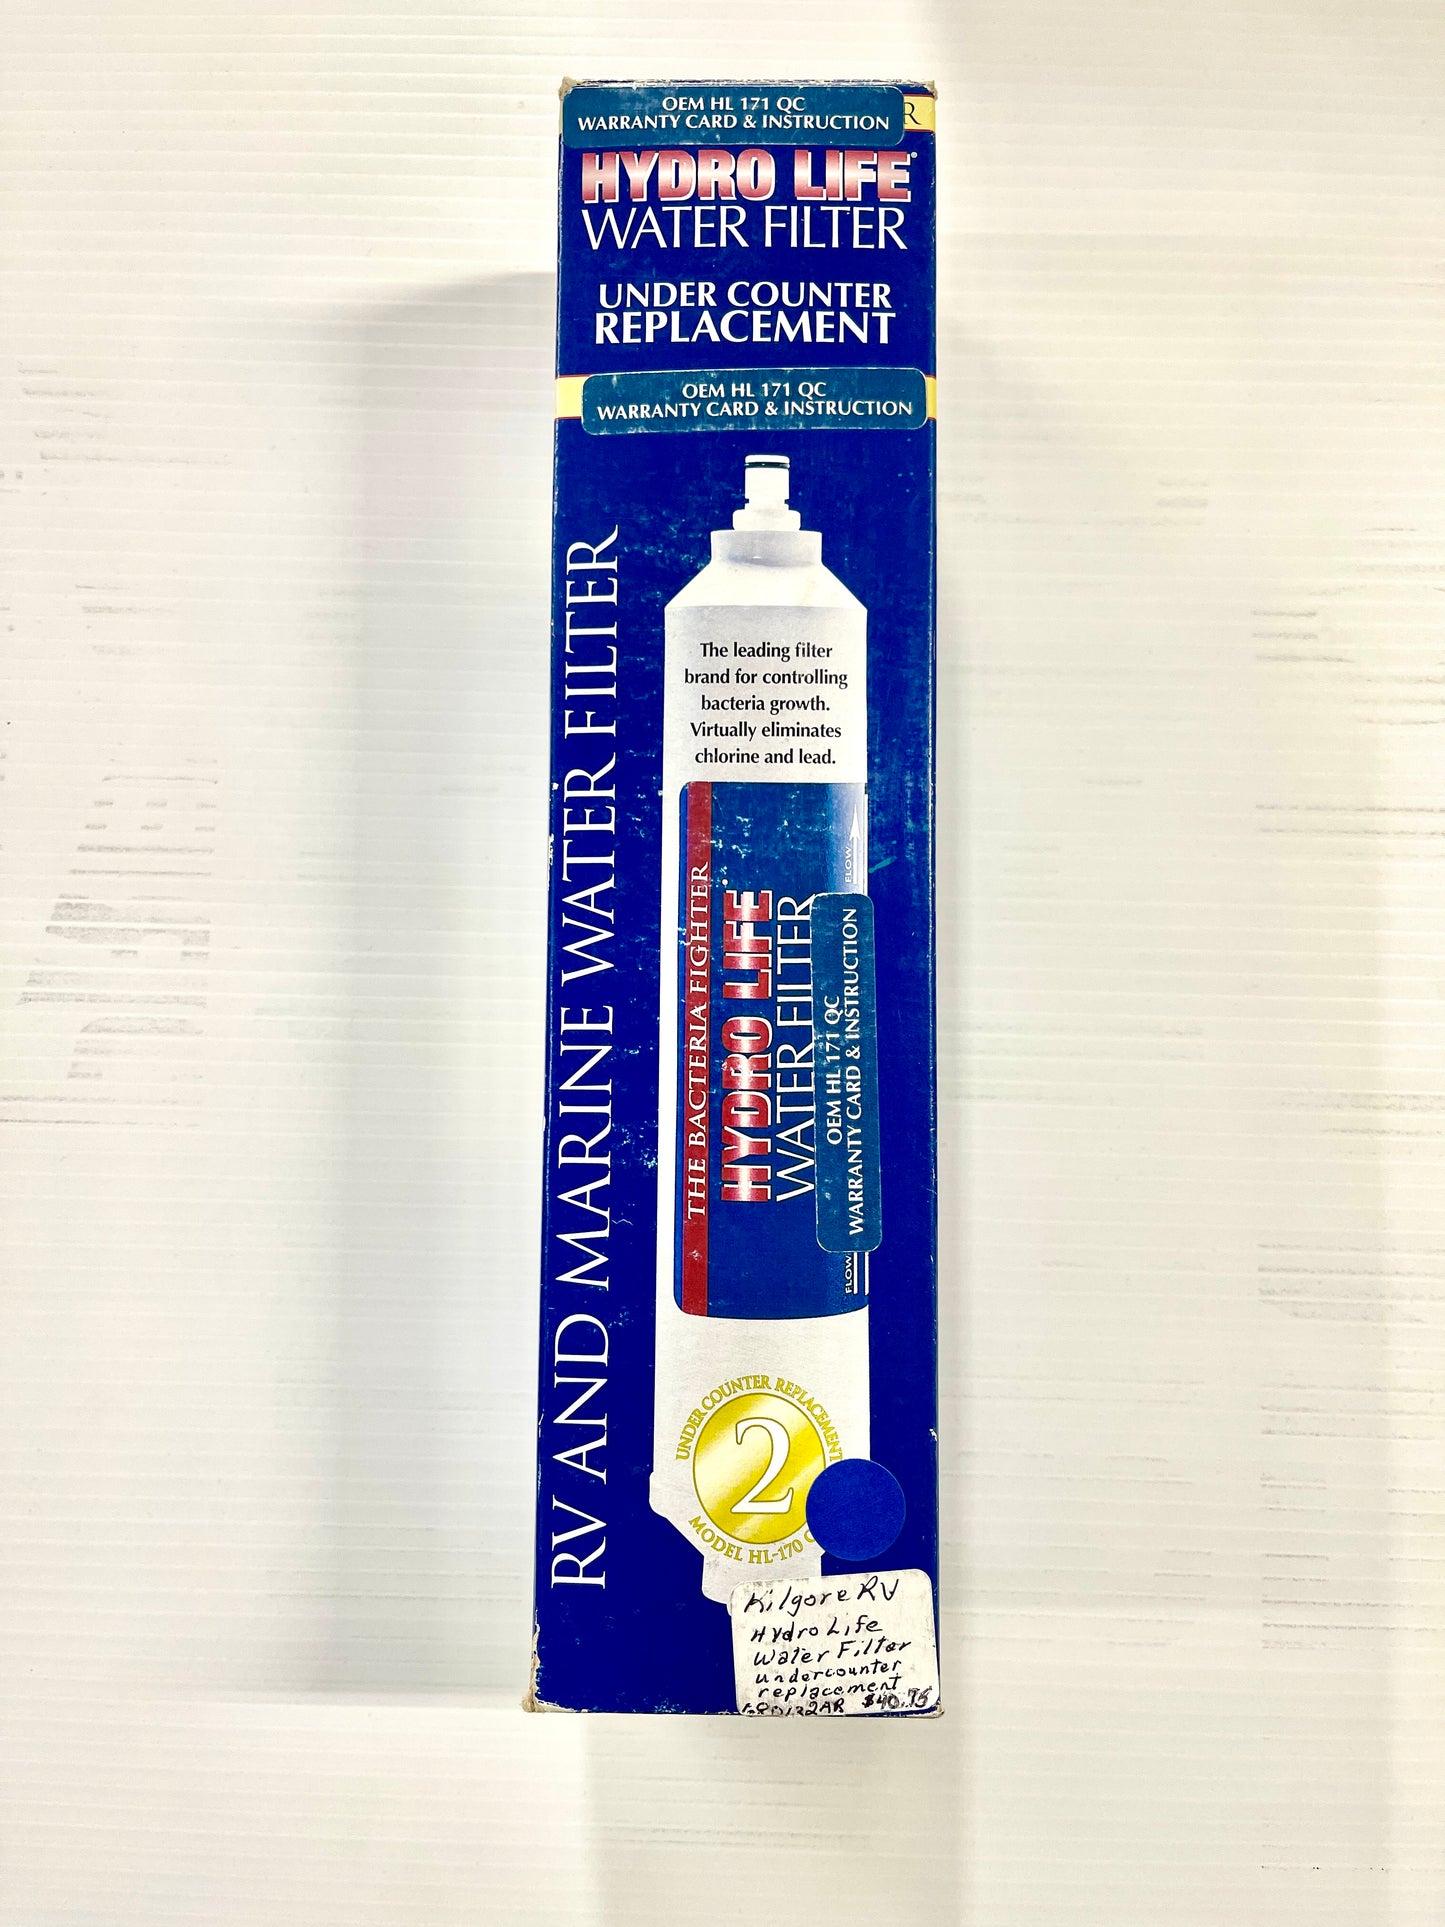 OEM HL 171 QC
WARRANTY CARD & INSTRUCTION
R
HYDRO LIFE®
WATER FILTER
UNDER COUNTER
REPLACEMENT
OEM HL 171 QC
WARRANTY CARD & INSTRUCTION
RV AND MARINE WATER FILTER
The leading filter
brand for controlling
bacteria growth.
Virtually eliminates
chlorine and lead.
THE BACTERIA FIGHTER
HYDRO LIFE
WATER FILTER
FLOW
OEM HL 171 QC
WARRANTY CARD & INSTRUCTION
FLOW
UNDER COUNTER REPLACEMENT
2
MODEL HL-170
Kilgore RV
Hydro Life
Water Filter
undercounter
replacement
$40.75